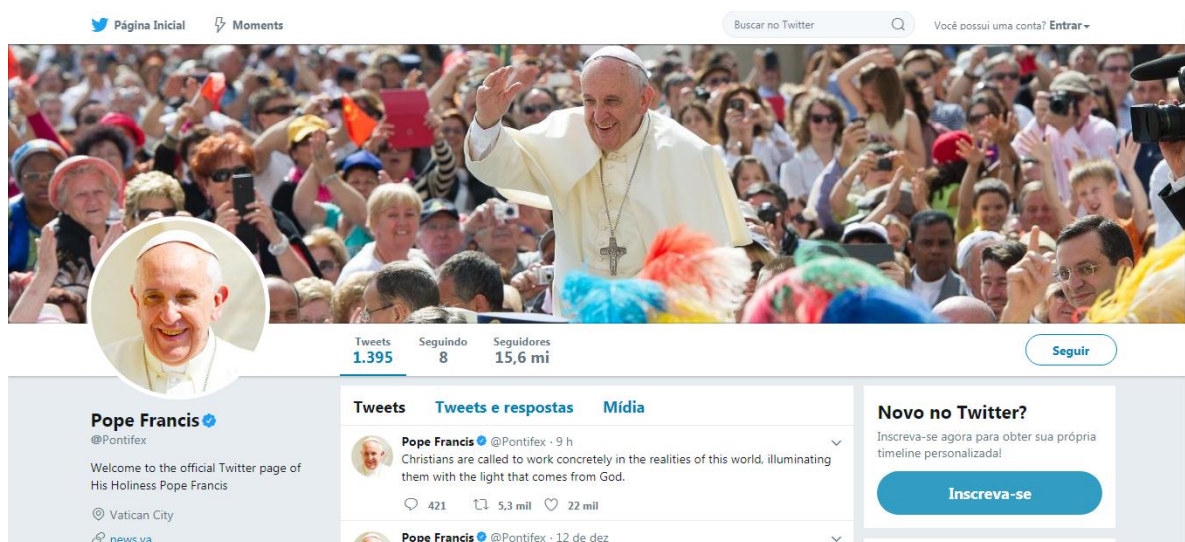 Página Inicial Moments Buscar no Twitter Você possui uma conta? Entrar
Tweets Seguindo Seguidores
1.395 8 15,6 mi Seguir
Pope Francis
@Pontifex
Welcome to the official Twitter page of
His Holiness Pope Francis
Vatican City
news.va
Tweets Tweets e respostas Mídia
Pope Francis @Pontifex · 9 h
Christians are called to work concretely in the realities of this world, illuminating
them with the light that comes from God.
421 5,3 mil 22 mil
Pope Francis @Pontifex · 12 de dez
Novo no Twitter?
Inscreva-se agora para obter sua própria
timeline personalizada!
Inscreva-se